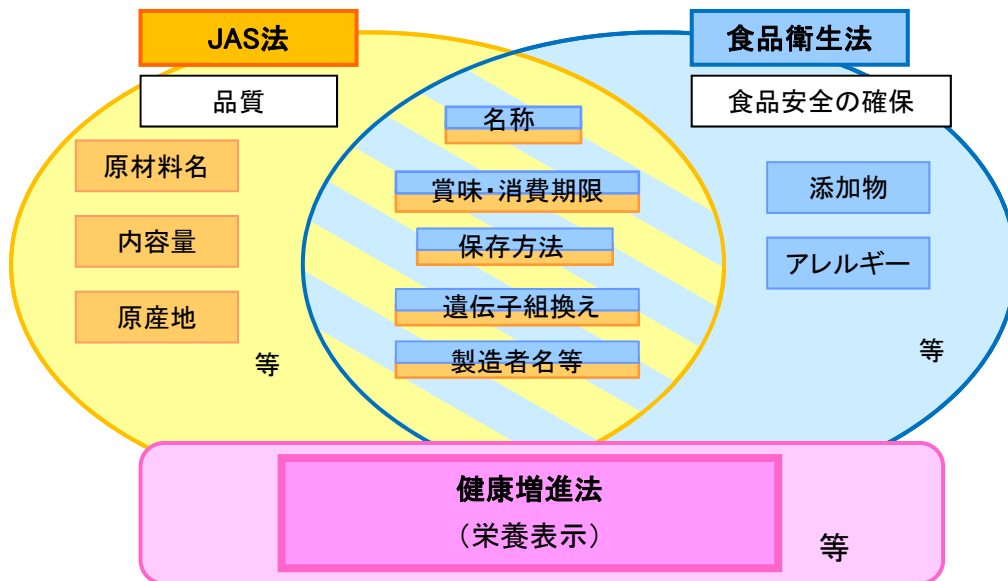 JAS法
品質
原材料名
内容量
原産地
等
名称
賞味・消費期限
保存方法
遺伝子組換え
製造者名等
食品衛生法
食品安全の確保
添加物
アレルギー
等
健康増進法
（栄養表示）
等